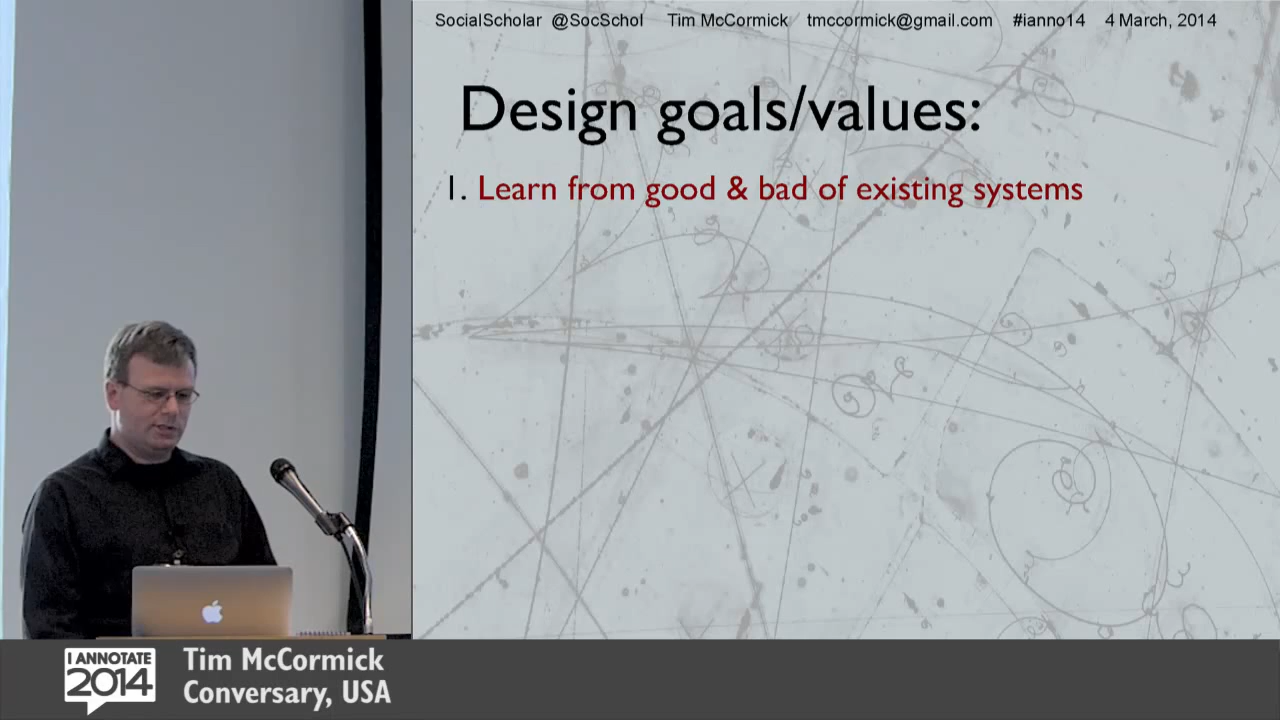 SocialScholar @SocSchol Tim McCormick tmccormick@gmail.com #ianno14 4 March, 2014
Design goals/values:
1. Learn from good & bad of existing systems
I ANNOTATE
2014
Tim McCormick
Conversary, USA